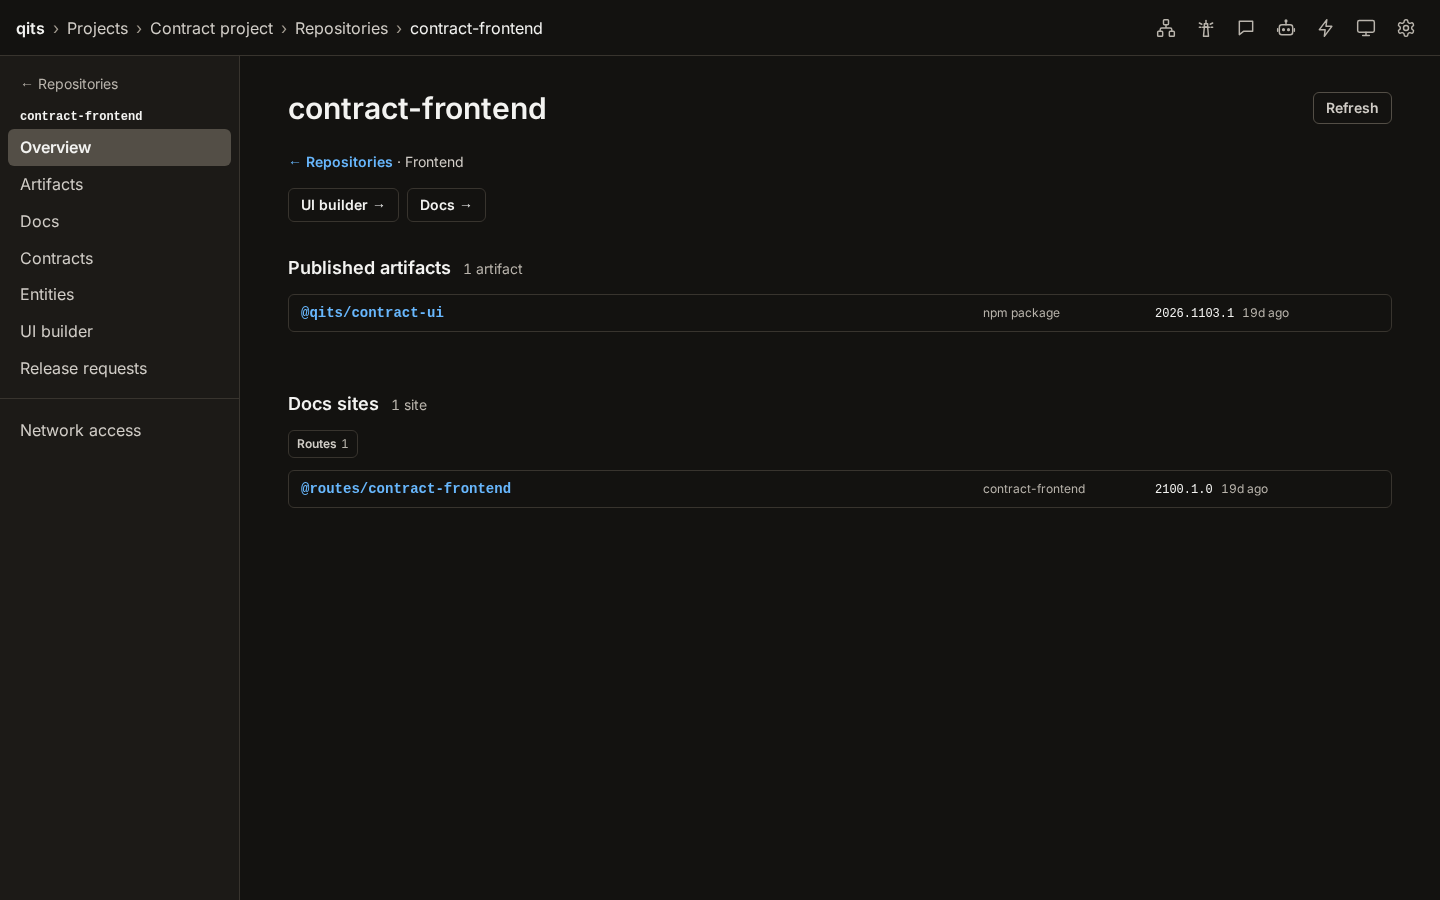 qits › Projects › Contract project › Repositories › contract-frontend
← Repositories
contract-frontend
Overview
Artifacts
Docs
Contracts
Entities
UI builder
Release requests
Network access
contract-frontend
Refresh
← Repositories · Frontend
UI builder →
Docs →
Published artifacts 1 artifact
@qits/contract-ui npm package 2026.1103.1 19d ago
Docs sites 1 site
Routes 1
@routes/contract-frontend contract-frontend 2100.1.0 19d ago